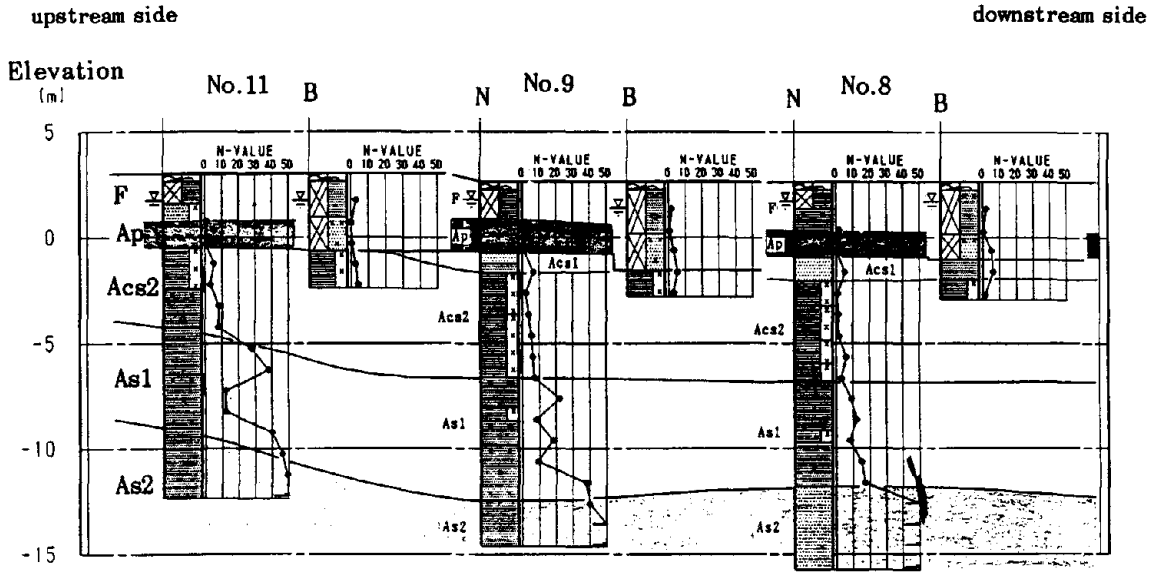 upstream side downstream side
Elevation
(m)
No.11 B N No.9 B N No.8 B
5
N-VALUE N-VALUE N-VALUE N-VALUE N-VALUE N-VALUE
0 10 20 30 40 50 0 10 20 30 40 50 0 10 20 30 40 50 0 10 20 30 40 50 0 10 20 30 40 50 0 10 20 30 40 50
F F F
0
Ap Ap Ap
Acs1 Acs1
Acs2 Acs2 Acs2
-5
As1 As1 As1
-10
As2 As2 As2
-15